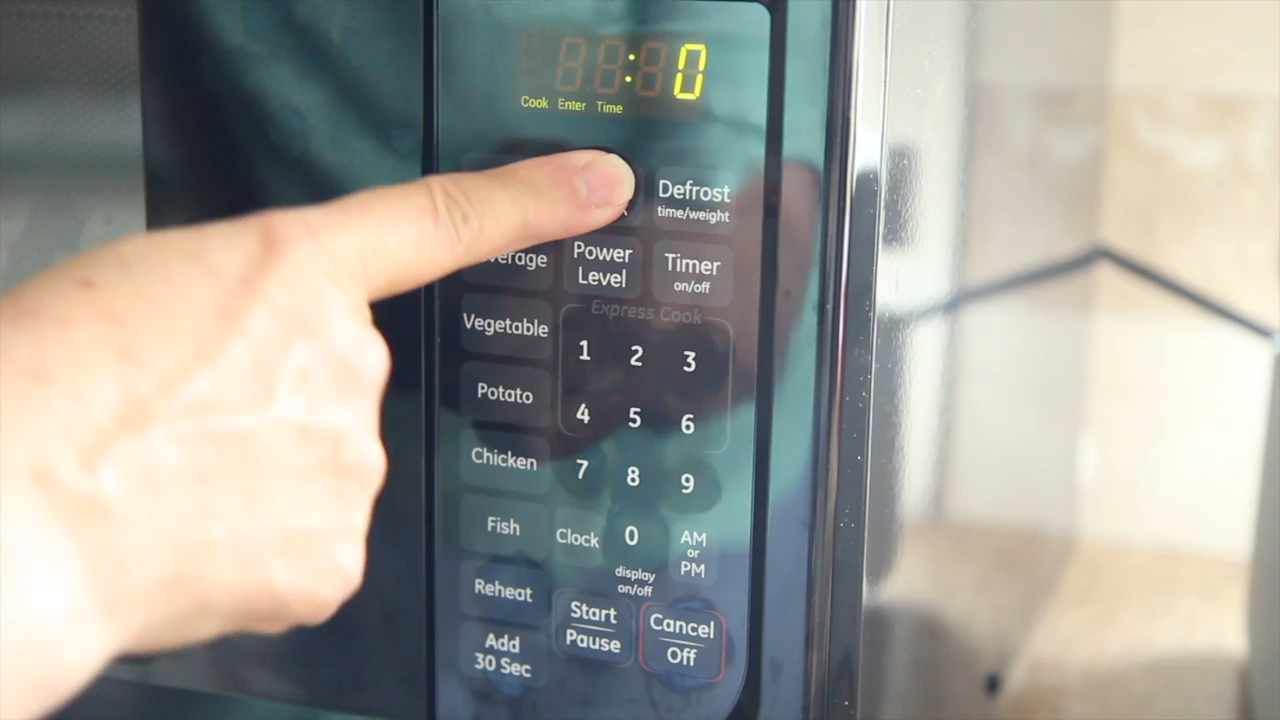 : 0
Cook Enter Time
Defrost
time/weight
erage
Power
Level
Timer
on/off
Express Cook
Vegetable
1 2 3
Potato
4 5 6
Chicken
7 8 9
Fish
Clock
0
AM
or
PM
display
on/off
Reheat
Start
Pause
Cancel
Off
Add
30 Sec